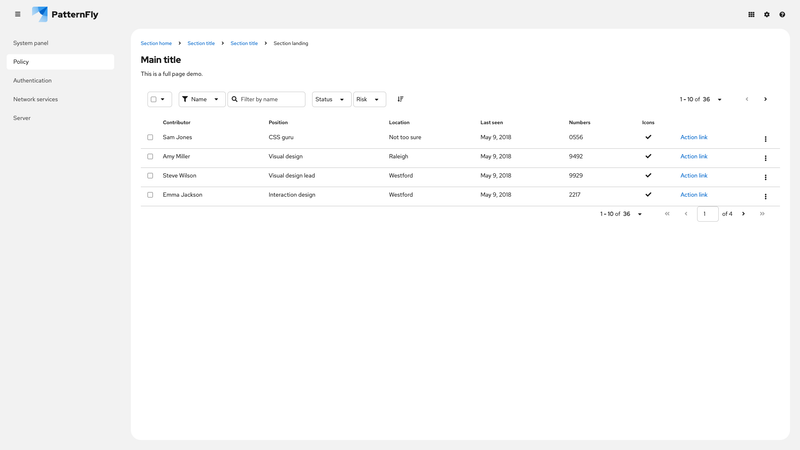 PatternFly
System panel
Policy
Authentication
Network services
Server
Section home > Section title > Section title > Section landing
Main title
This is a full page demo.
Name Filter by name Status Risk 1 - 10 of 36
Contributor Position Location Last seen Numbers Icons
Sam Jones CSS guru Not too sure May 9, 2018 0556 Action link
Amy Miller Visual design Raleigh May 9, 2018 9492 Action link
Steve Wilson Visual design lead Westford May 9, 2018 9929 Action link
Emma Jackson Interaction design Westford May 9, 2018 2217 Action link
1 - 10 of 36 1 of 4